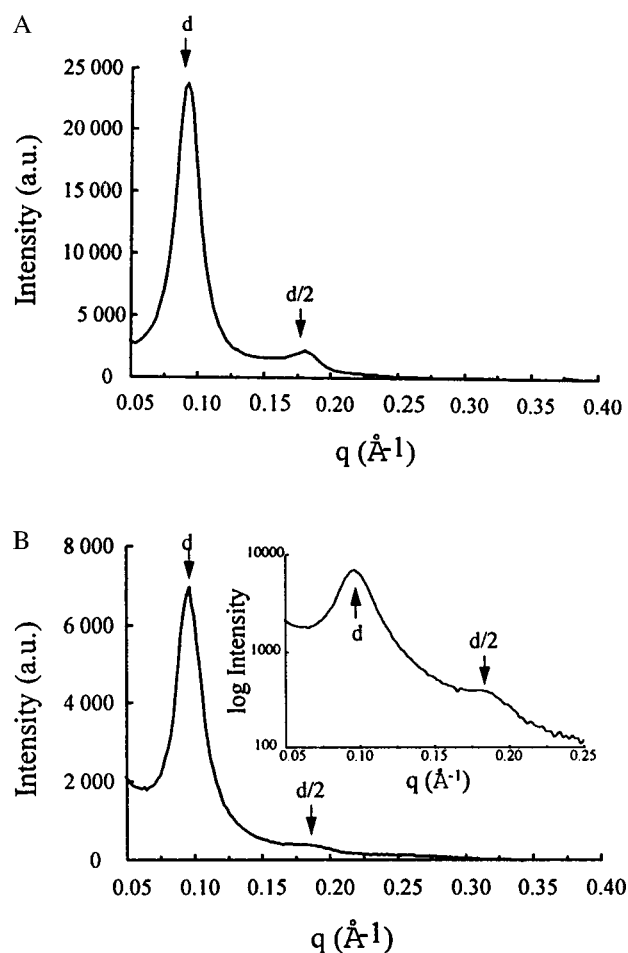 A
d
25 000
20 000
15 000
10 000
5 000
0
Intensity (a.u.)
d/2
0.05 0.10 0.15 0.20 0.25 0.30 0.35 0.40
q (Å-1)
B
d
8 000
6 000
4 000
2 000
0
Intensity (a.u.)
d/2
10000
1000
100
log Intensity
d
d/2
0.05 0.10 0.15 0.20 0.25
q (Å-1)
0.05 0.10 0.15 0.20 0.25 0.30 0.35 0.40
q (Å-1)